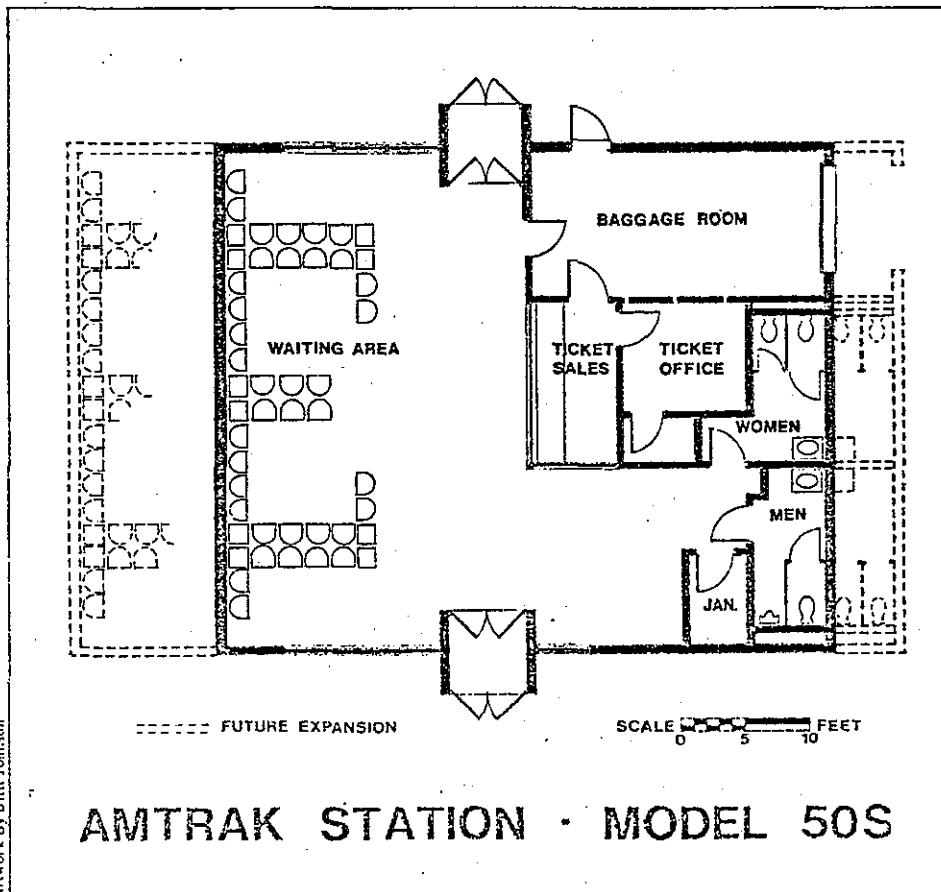 BAGGAGE ROOM
WAITING AREA
TICKET
SALES
TICKET
OFFICE
WOMEN
MEN
JAN.
FUTURE EXPANSION
SCALE 0 5 10 FEET
AMTRAK STATION · MODEL 50S